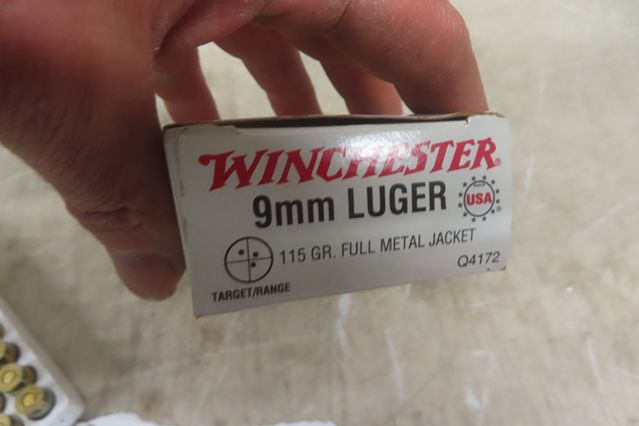 WINCHESTER®
9mm LUGER
USA
115 GR. FULL METAL JACKET
Q4172
TARGET/RANGE